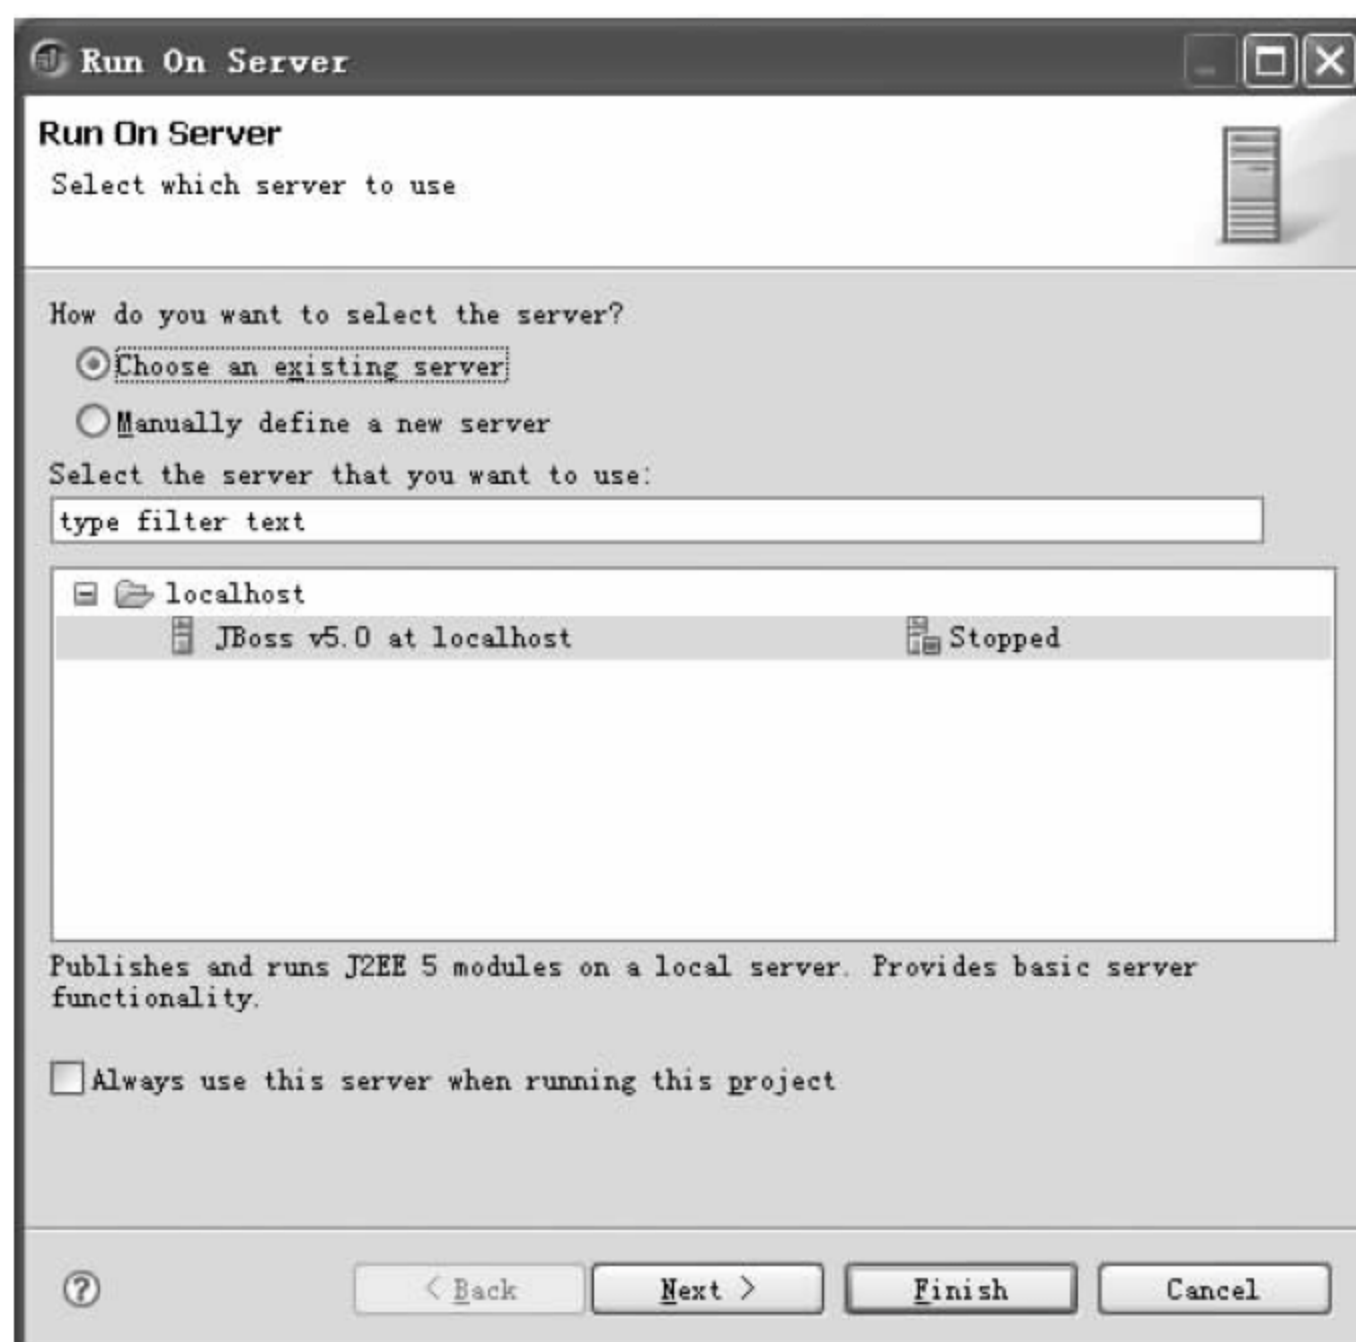 Run On Server
Run On Server
Select which server to use
How do you want to select the server?
Choose an existing server
Manually define a new server
Select the server that you want to use:
type filter text
localhost
JBoss v5.0 at localhost Stopped
Publishes and runs J2EE 5 modules on a local server. Provides basic server
functionality.
Always use this server when running this project
? < Back Next > Finish Cancel